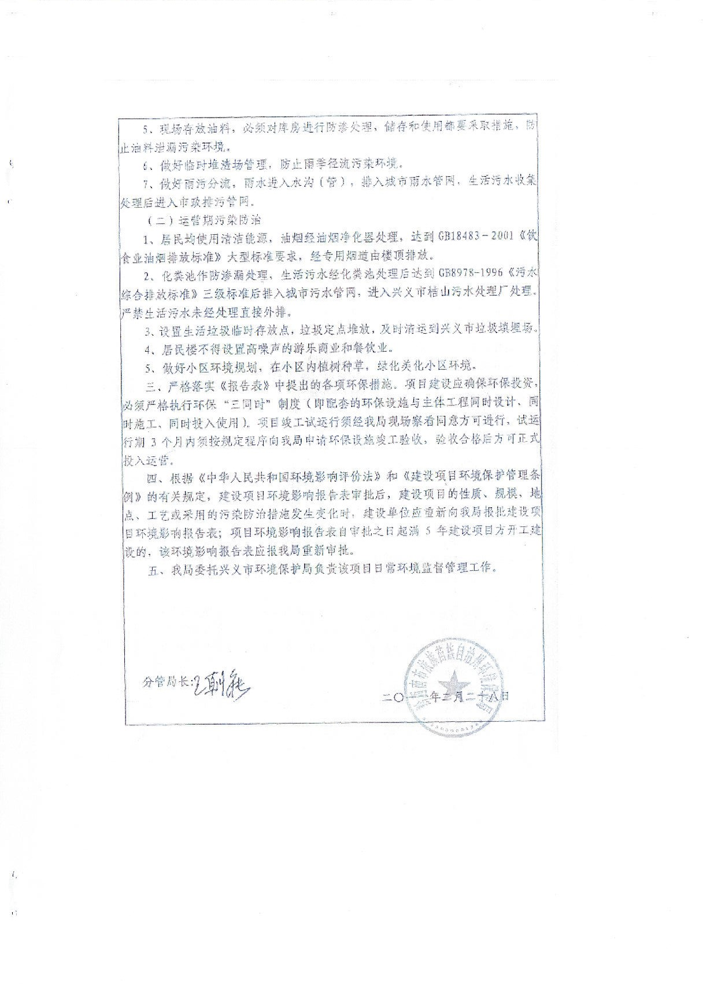 5、现场存放油料，必须对库房进行防渗处理，储存和使用都要采取措施，防
止油料泄漏污染环境。
6、做好临时堆渣场管理，防止雨季径流污染环境。
7、做好雨污分流，雨水进入水沟（管），排入城市雨水管网，生活污水收集
处理后进入市政排污管网。
（二）运营期污染防治
1、居民均使用清洁能源，油烟经油烟净化器处理，达到GB18483-2001《饮
食业油烟排放标准》大型标准要求，经专用烟道由楼顶排放。
2、化粪池作防渗漏处理，生活污水经化粪池处理后达到GB8978-1996《污水
综合排放标准》三级标准后排入城市污水管网，进入兴义市桔山污水处理厂处理。
严禁生活污水未经处理直接外排。
3、设置生活垃圾临时存放点，垃圾定点堆放，及时清运到兴义市垃圾填埋场。
4、居民楼不得设置高噪声的游乐商业和餐饮业。
5、做好小区环境规划，在小区内植树种草，绿化美化小区环境。
三、严格落实《报告表》中提出的各项环保措施。项目建设应确保环保投资，
必须严格执行环保“三同时”制度（即配套的环保设施与主体工程同时设计、同
时施工、同时投入使用）。项目竣工试运行须经我局现场察看同意方可进行，试运
行期3个月内须按规定程序向我局申请环保设施竣工验收，验收合格后方可正式
投入运营。
四、根据《中华人民共和国环境影响评价法》和《建设项目环境保护管理条
例》的有关规定，建设项目环境影响报告表审批后，建设项目的性质、规模、地
点、工艺或采用的污染防治措施发生变化时，建设单位应重新向我局报批建设项
目环境影响报告表；项目环境影响报告表自审批之日起满5年建设项目方开工建
设的，该环境影响报告表应报我局重新审批。
五、我局委托兴义市环境保护局负责该项目日常环境监督管理工作。
黔西南布依族苗族自治州环境保护局
分管局长：王
二〇一 年二月二十八日